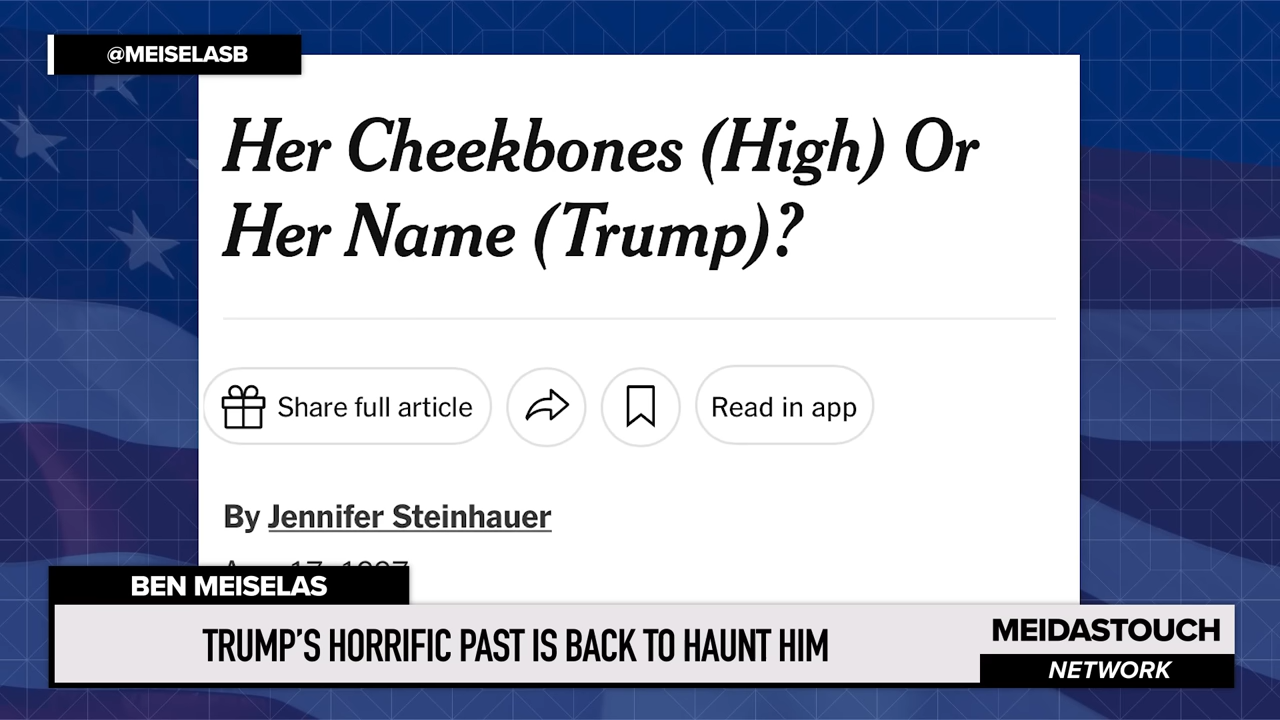 @MEISELASB
Her Cheekbones (High) Or
Her Name (Trump)?
Share full article
Read in app
By Jennifer Steinhauer
BEN MEISELAS
TRUMP'S HORRIFIC PAST IS BACK TO HAUNT HIM
MEIDASTOUCH
NETWORK